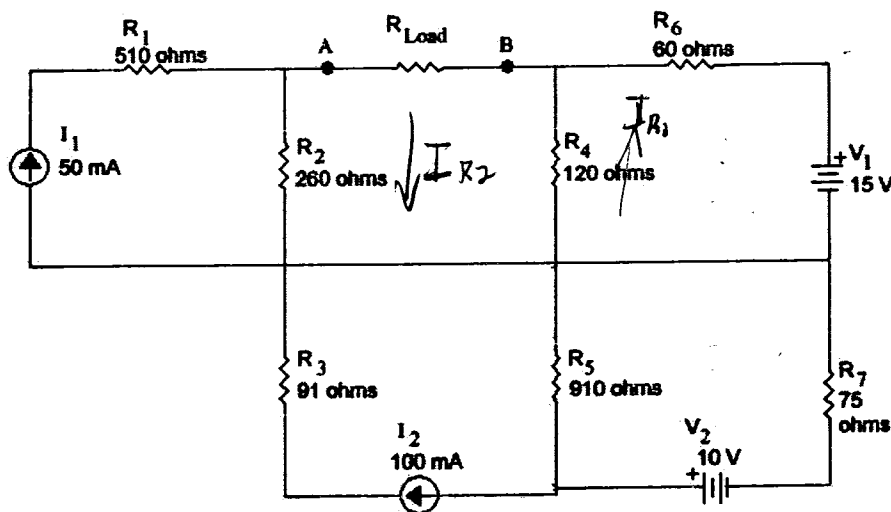 R1
510 ohms
A
RLoad
B
R6
60 ohms
I1
50 mA
R2
260 ohms
I R2
R4
120 ohms
I R1
+ V1
15 V
R3
91 ohms
R5
910 ohms
R7
75
ohms
I2
100 mA
V2
10 V
+